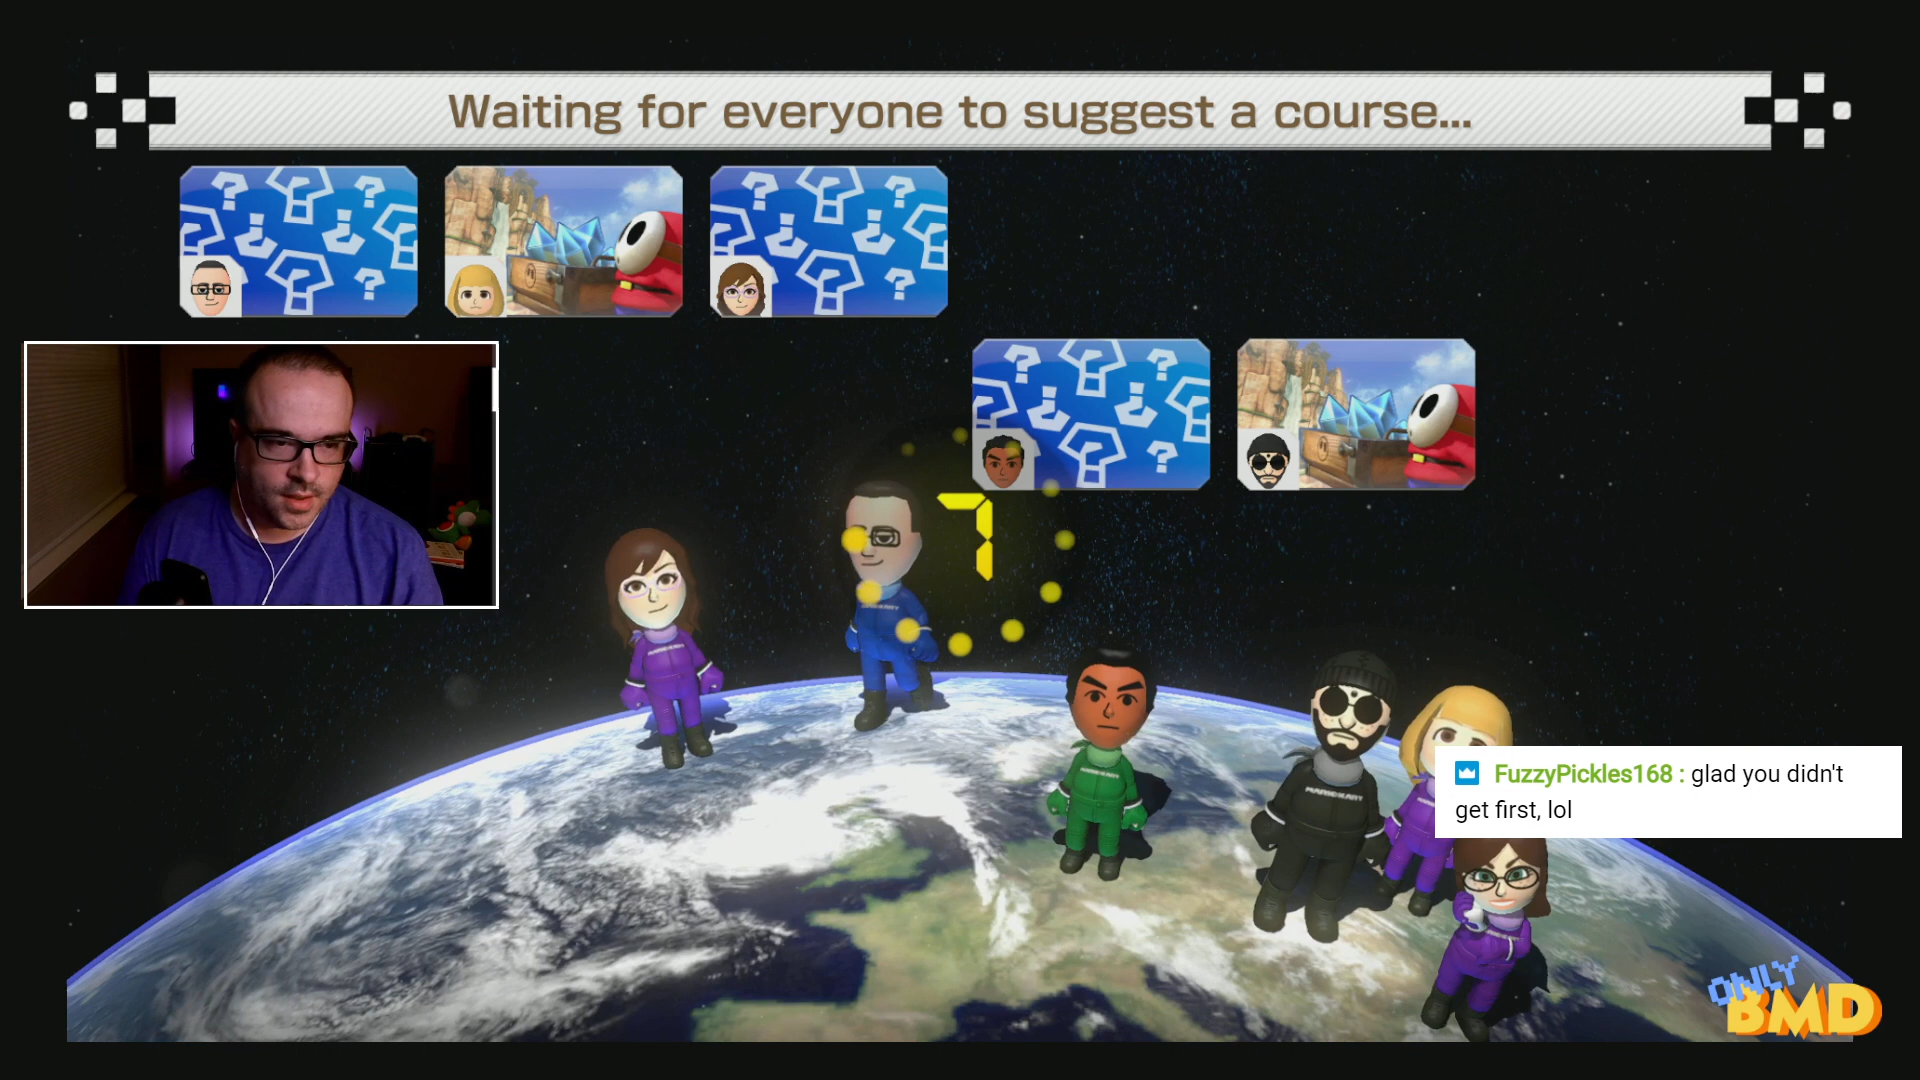 Waiting for everyone to suggest a course...
7
FuzzyPickles168 : glad you didn't
get first, lol
ONLY
BMD